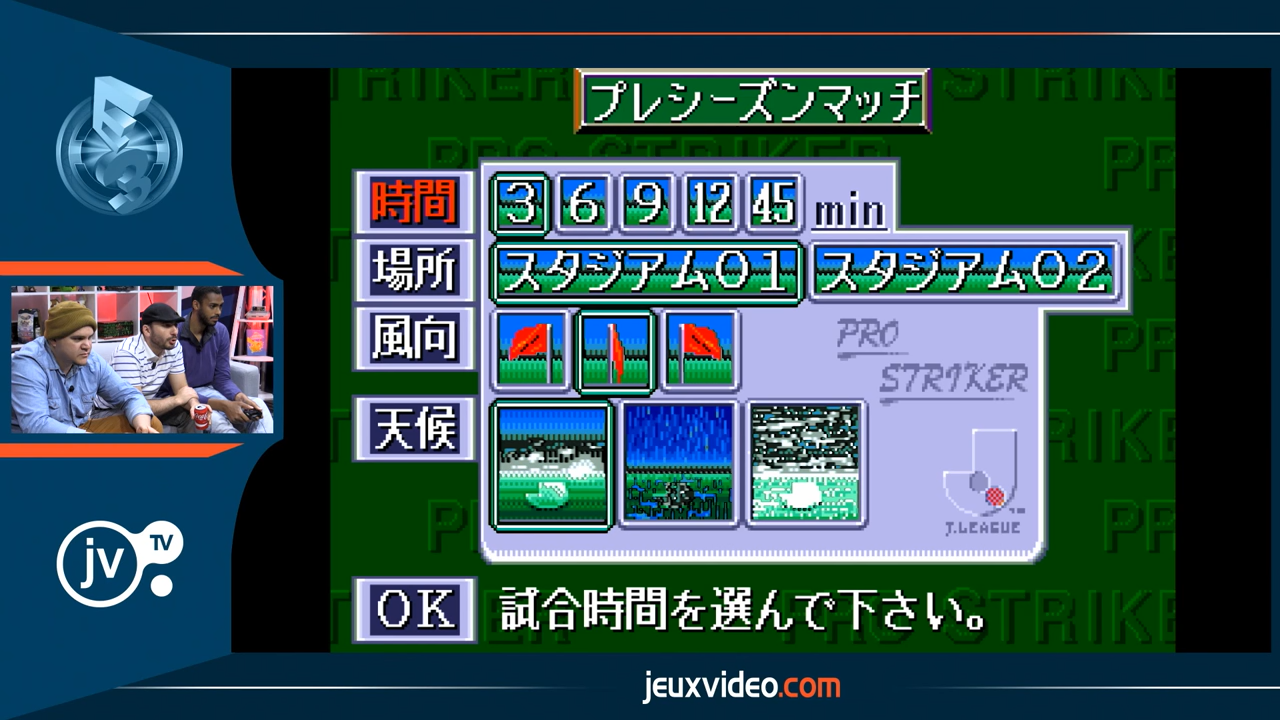 E3
jv TV
プレシーズンマッチ
時間 3 6 9 12 45 min
場所 スタジアム01 スタジアム02
風向
PRO
STRIKER
天候
J.LEAGUE
OK 試合時間を選んで下さい。
jeuxvideo.com